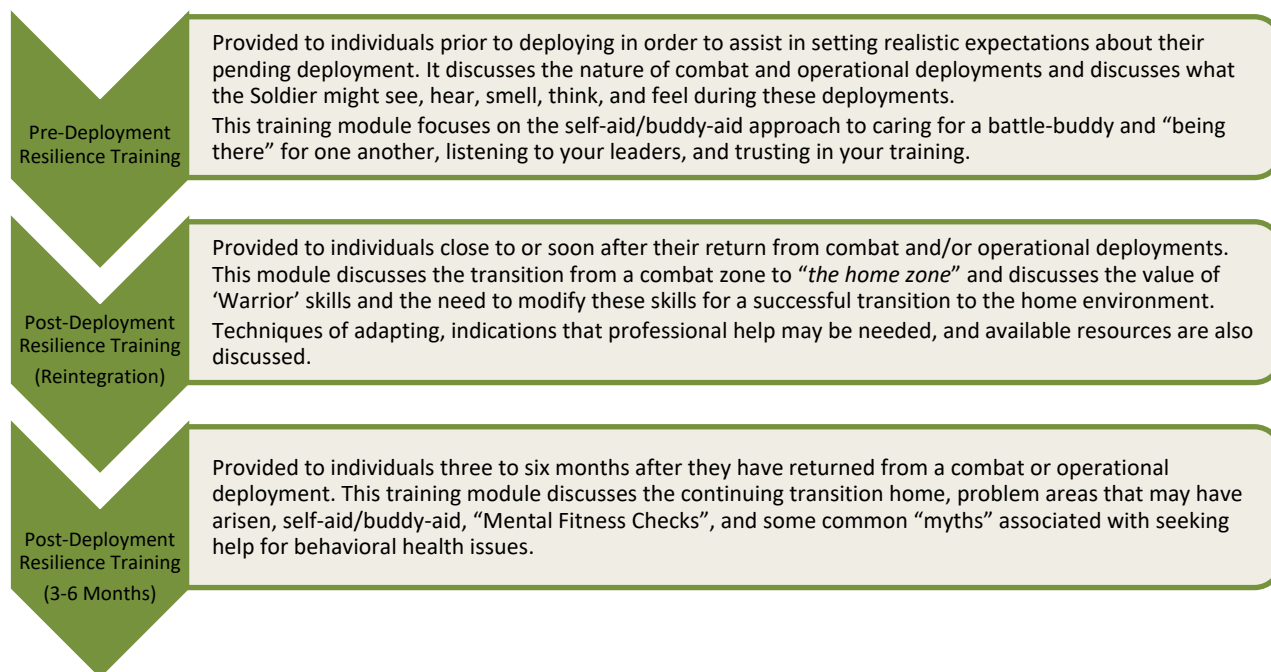 Pre-Deployment
Resilience Training
Provided to individuals prior to deploying in order to assist in setting realistic expectations about their
pending deployment. It discusses the nature of combat and operational deployments and discusses what
the Soldier might see, hear, smell, think, and feel during these deployments.
This training module focuses on the self-aid/buddy-aid approach to caring for a battle-buddy and “being
there” for one another, listening to your leaders, and trusting in your training.
Post-Deployment
Resilience Training
(Reintegration)
Provided to individuals close to or soon after their return from combat and/or operational deployments.
This module discusses the transition from a combat zone to “the home zone” and discusses the value of
‘Warrior’ skills and the need to modify these skills for a successful transition to the home environment.
Techniques of adapting, indications that professional help may be needed, and available resources are also
discussed.
Post-Deployment
Resilience Training
(3-6 Months)
Provided to individuals three to six months after they have returned from a combat or operational
deployment. This training module discusses the continuing transition home, problem areas that may have
arisen, self-aid/buddy-aid, “Mental Fitness Checks”, and some common “myths” associated with seeking
help for behavioral health issues.